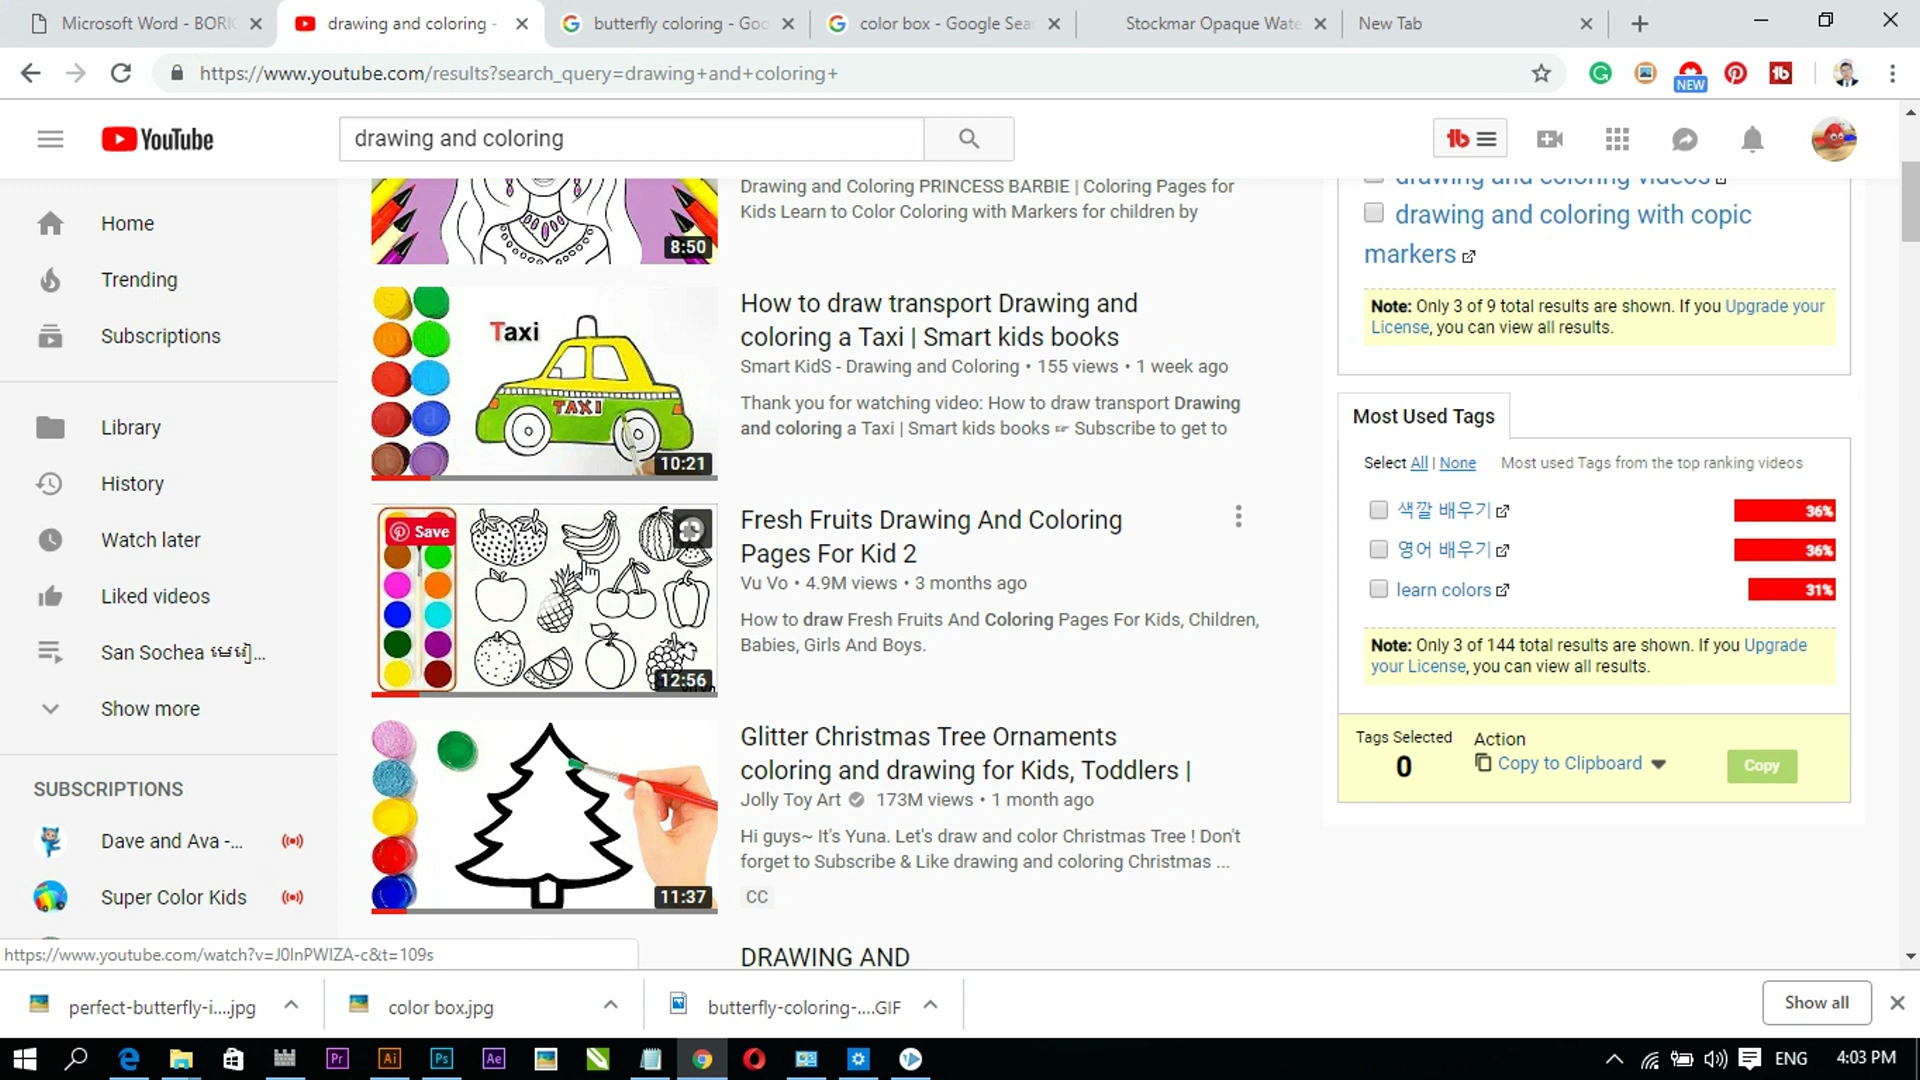 Microsoft Word - BORI
drawing and coloring -
butterfly coloring - Goo
color box - Google Sear
Stockmar Opaque Wate
New Tab
https://www.youtube.com/results?search_query=drawing+and+coloring+
NEW
YouTube
drawing and coloring
Home
Trending
Subscriptions
Library
History
Watch later
Liked videos
San Sochea
Show more
SUBSCRIPTIONS
Dave and Ava -...
Super Color Kids
8:50
Drawing and Coloring PRINCESS BARBIE | Coloring Pages for
Kids Learn to Color Coloring with Markers for children by
Taxi
TAXI
10:21
How to draw transport Drawing and
coloring a Taxi | Smart kids books
Smart KidS - Drawing and Coloring • 155 views • 1 week ago
Thank you for watching video: How to draw transport Drawing
and coloring a Taxi | Smart kids books ☞ Subscribe to get to
Save
12:56
Fresh Fruits Drawing And Coloring
Pages For Kid 2
Vu Vo • 4.9M views • 3 months ago
How to draw Fresh Fruits And Coloring Pages For Kids, Children,
Babies, Girls And Boys.
11:37
Glitter Christmas Tree Ornaments
coloring and drawing for Kids, Toddlers |
Jolly Toy Art 173M views • 1 month ago
Hi guys~ It's Yuna. Let's draw and color Christmas Tree ! Don't
forget to Subscribe & Like drawing and coloring Christmas ...
CC
DRAWING AND
drawing and coloring videos
drawing and coloring with copic
markers
Note: Only 3 of 9 total results are shown. If you Upgrade your
License, you can view all results.
Most Used Tags
Select All | None Most used Tags from the top ranking videos
색깔 배우기 36%
영어 배우기 36%
learn colors 31%
Note: Only 3 of 144 total results are shown. If you Upgrade
your License, you can view all results.
Tags Selected
0
Action
Copy to Clipboard
Copy
https://www.youtube.com/watch?v=J0InPWIZA-c&t=109s
perfect-butterfly-i....jpg
color box.jpg
butterfly-coloring-....GIF
Show all
Pr
Ai
Ps
Ae
ENG
4:03 PM